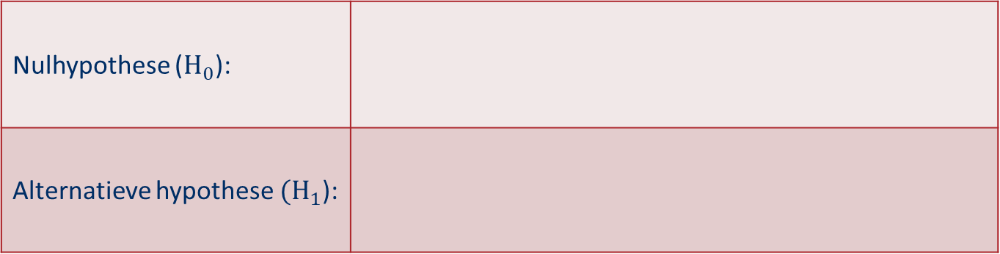 Nulhypothese (H₀):
Alternatieve hypothese (H₁):